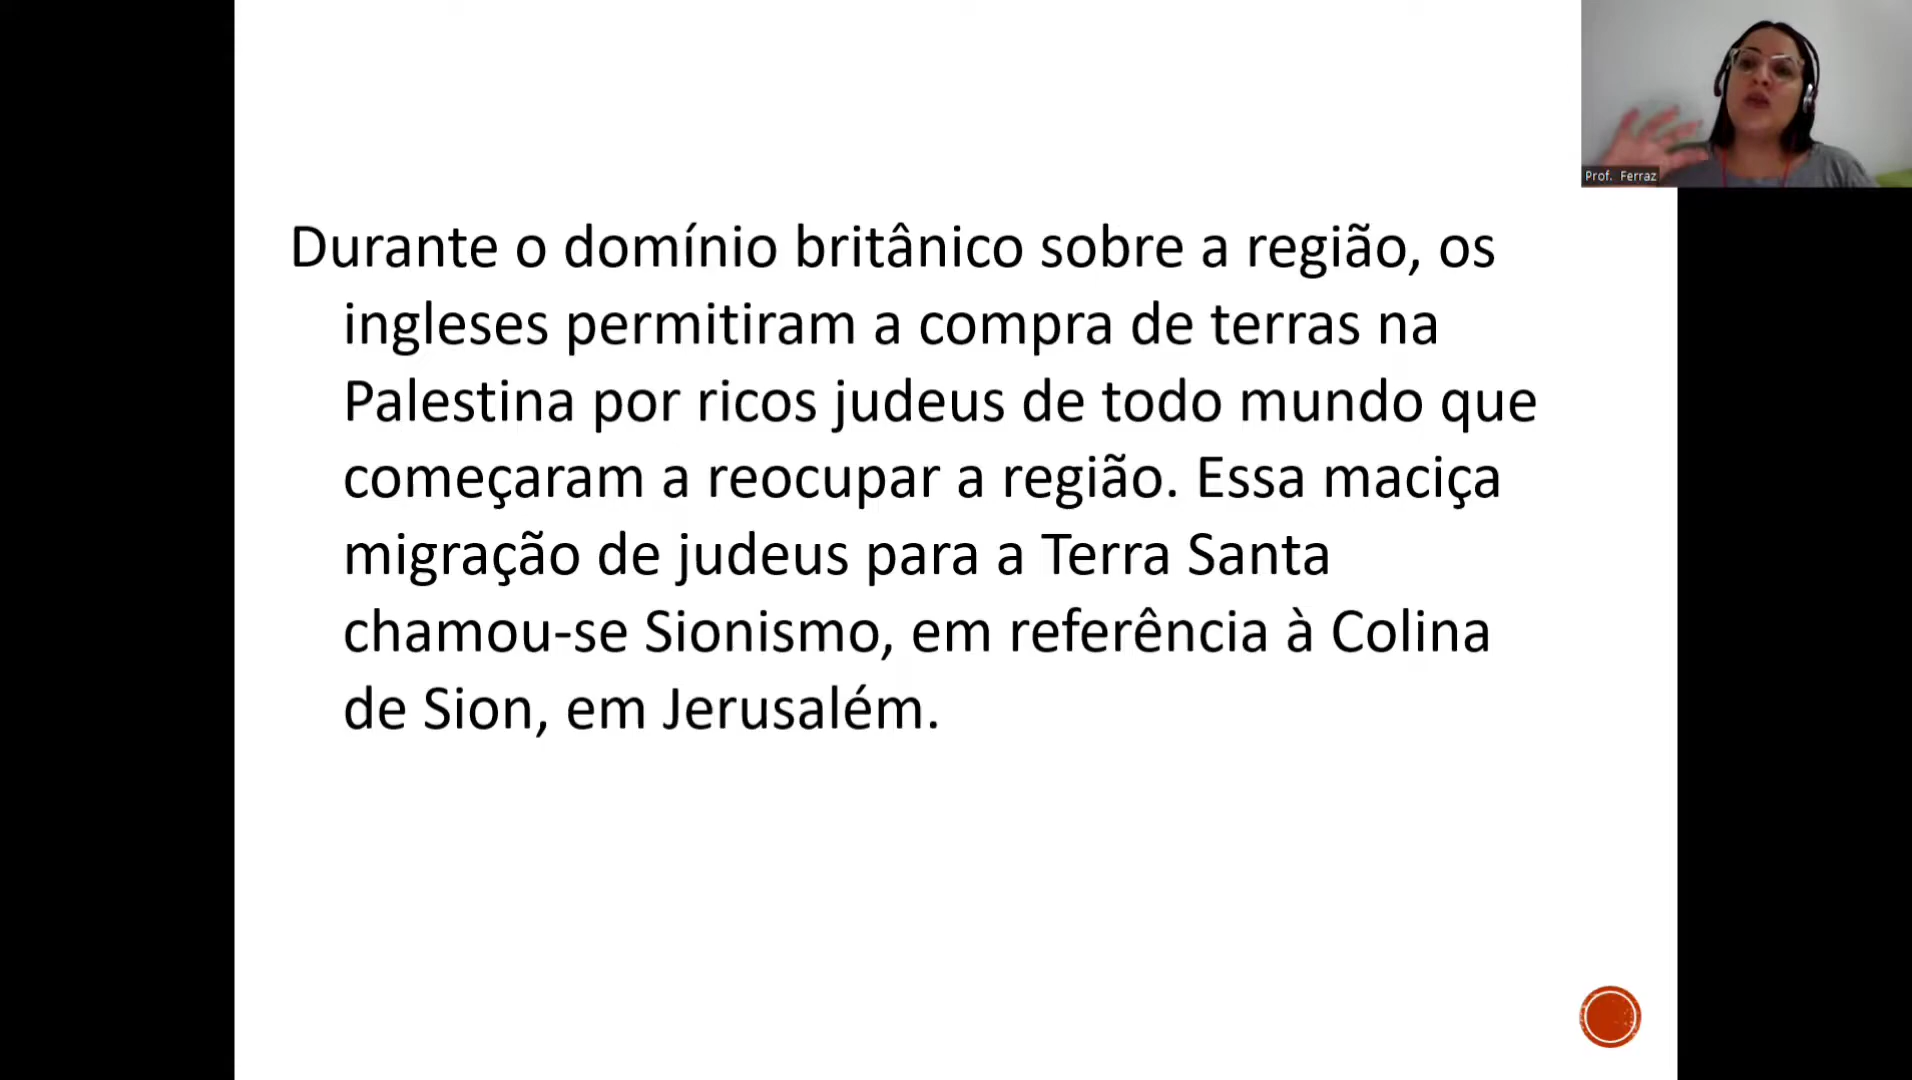 Prof. Ferraz
Durante o domínio britânico sobre a região, os
ingleses permitiram a compra de terras na
Palestina por ricos judeus de todo mundo que
começaram a reocupar a região. Essa maciça
migração de judeus para a Terra Santa
chamou-se Sionismo, em referência à Colina
de Sion, em Jerusalém.